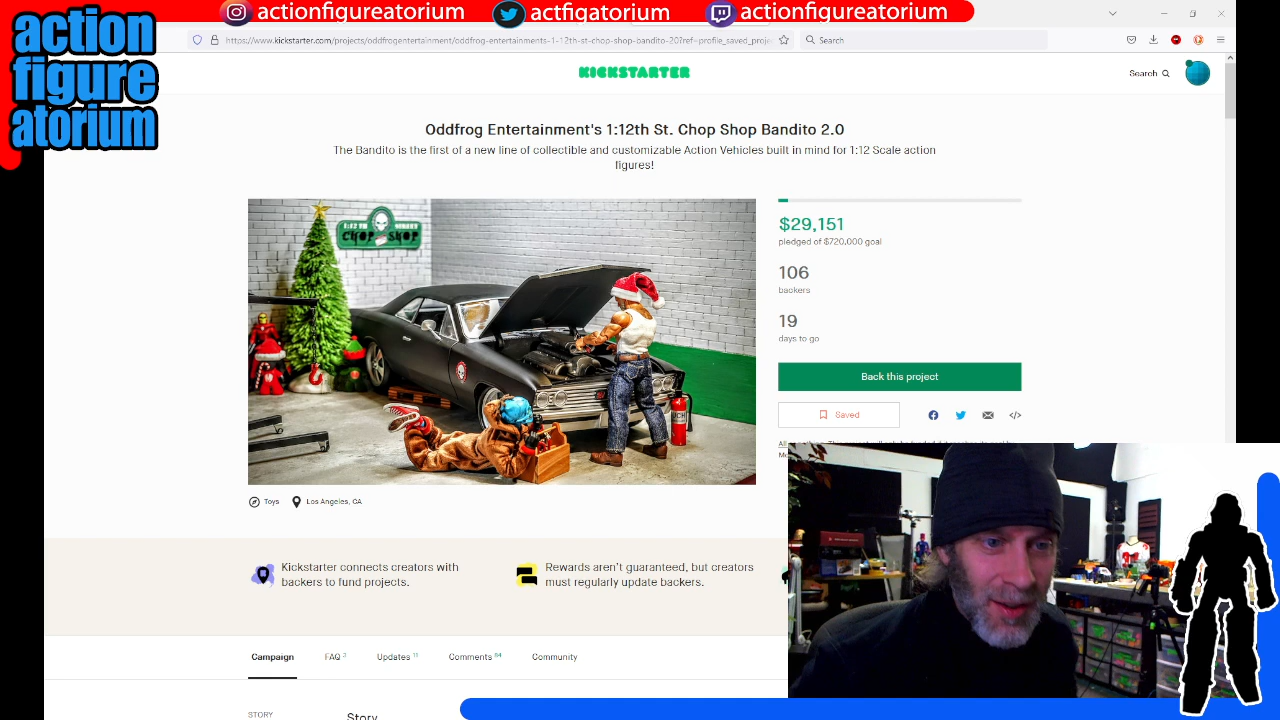 actionfigureatorium
actfigatorium
actionfigureatorium
action
figure
atorium
https://www.kickstarter.com/projects/oddfrogentertainment/oddfrog-entertainments-1-12th-st-chop-shop-bandito-20?ref=profile_saved_proje
Search
KICKSTARTER
Search
Oddfrog Entertainment's 1:12th St. Chop Shop Bandito 2.0
The Bandito is the first of a new line of collectible and customizable Action Vehicles built in mind for 1:12 Scale action
figures!
1:12 TH STREET
CHOP SHOP
$29,151
pledged of $720,000 goal
106
backers
19
days to go
Back this project
Saved
Toys
Los Angeles, CA
Kickstarter connects creators with
backers to fund projects.
Rewards aren't guaranteed, but creators
must regularly update backers.
Campaign
FAQ 3
Updates
Comments
Community
STORY
Story